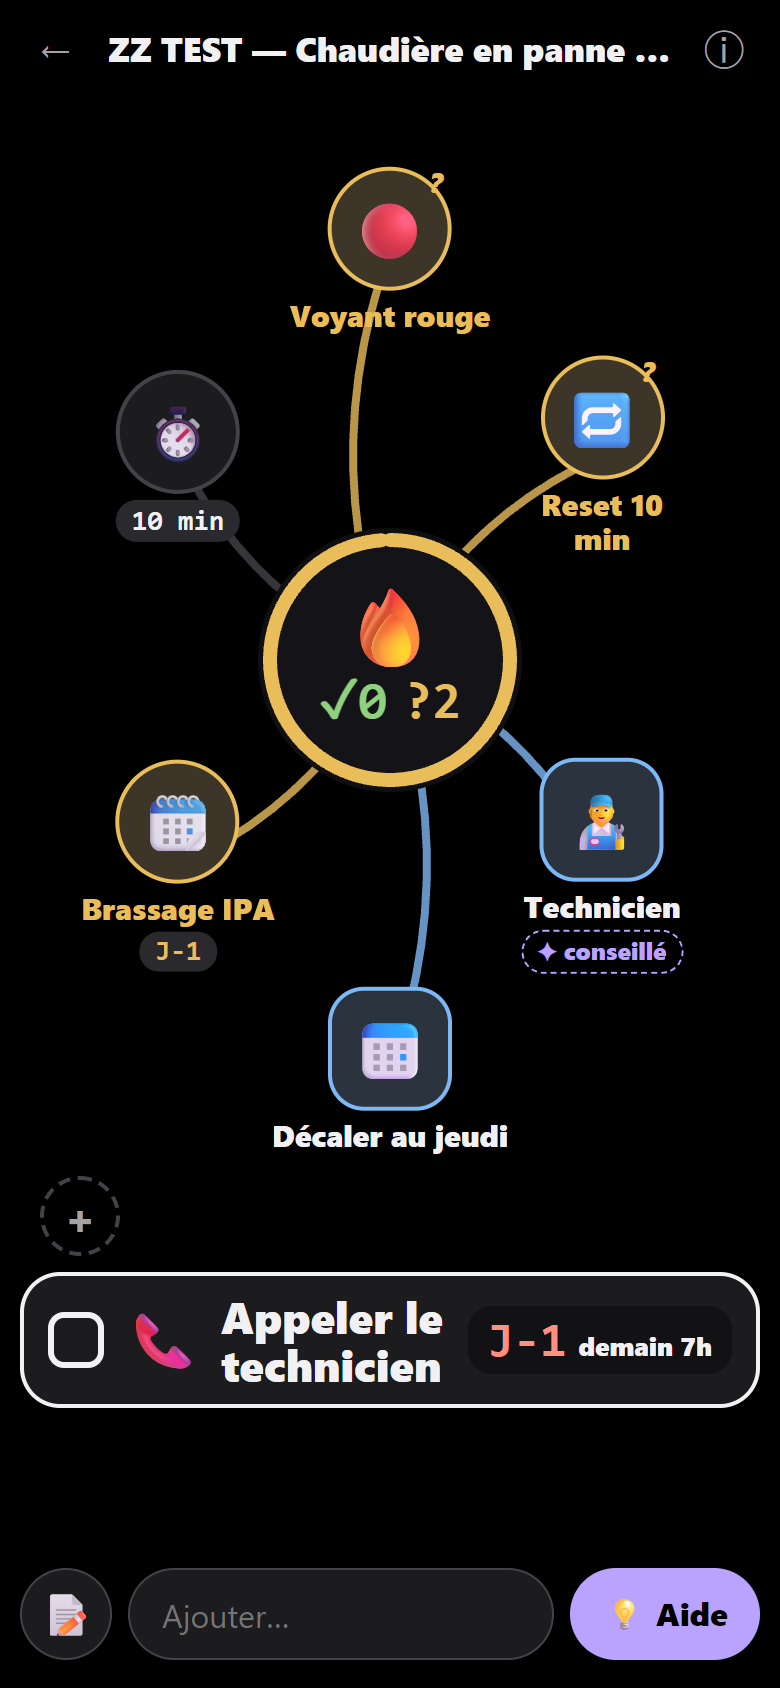 ← ZZ TEST — Chaudière en panne ... ⓘ
?
Voyant rouge
?
Reset 10
min
10 min
✓0 ?2
Brassage IPA
J-1
Technicien
✦ conseillé
Décaler au jeudi
+
Appeler le
technicien
J-1 demain 7h
Ajouter...
Aide